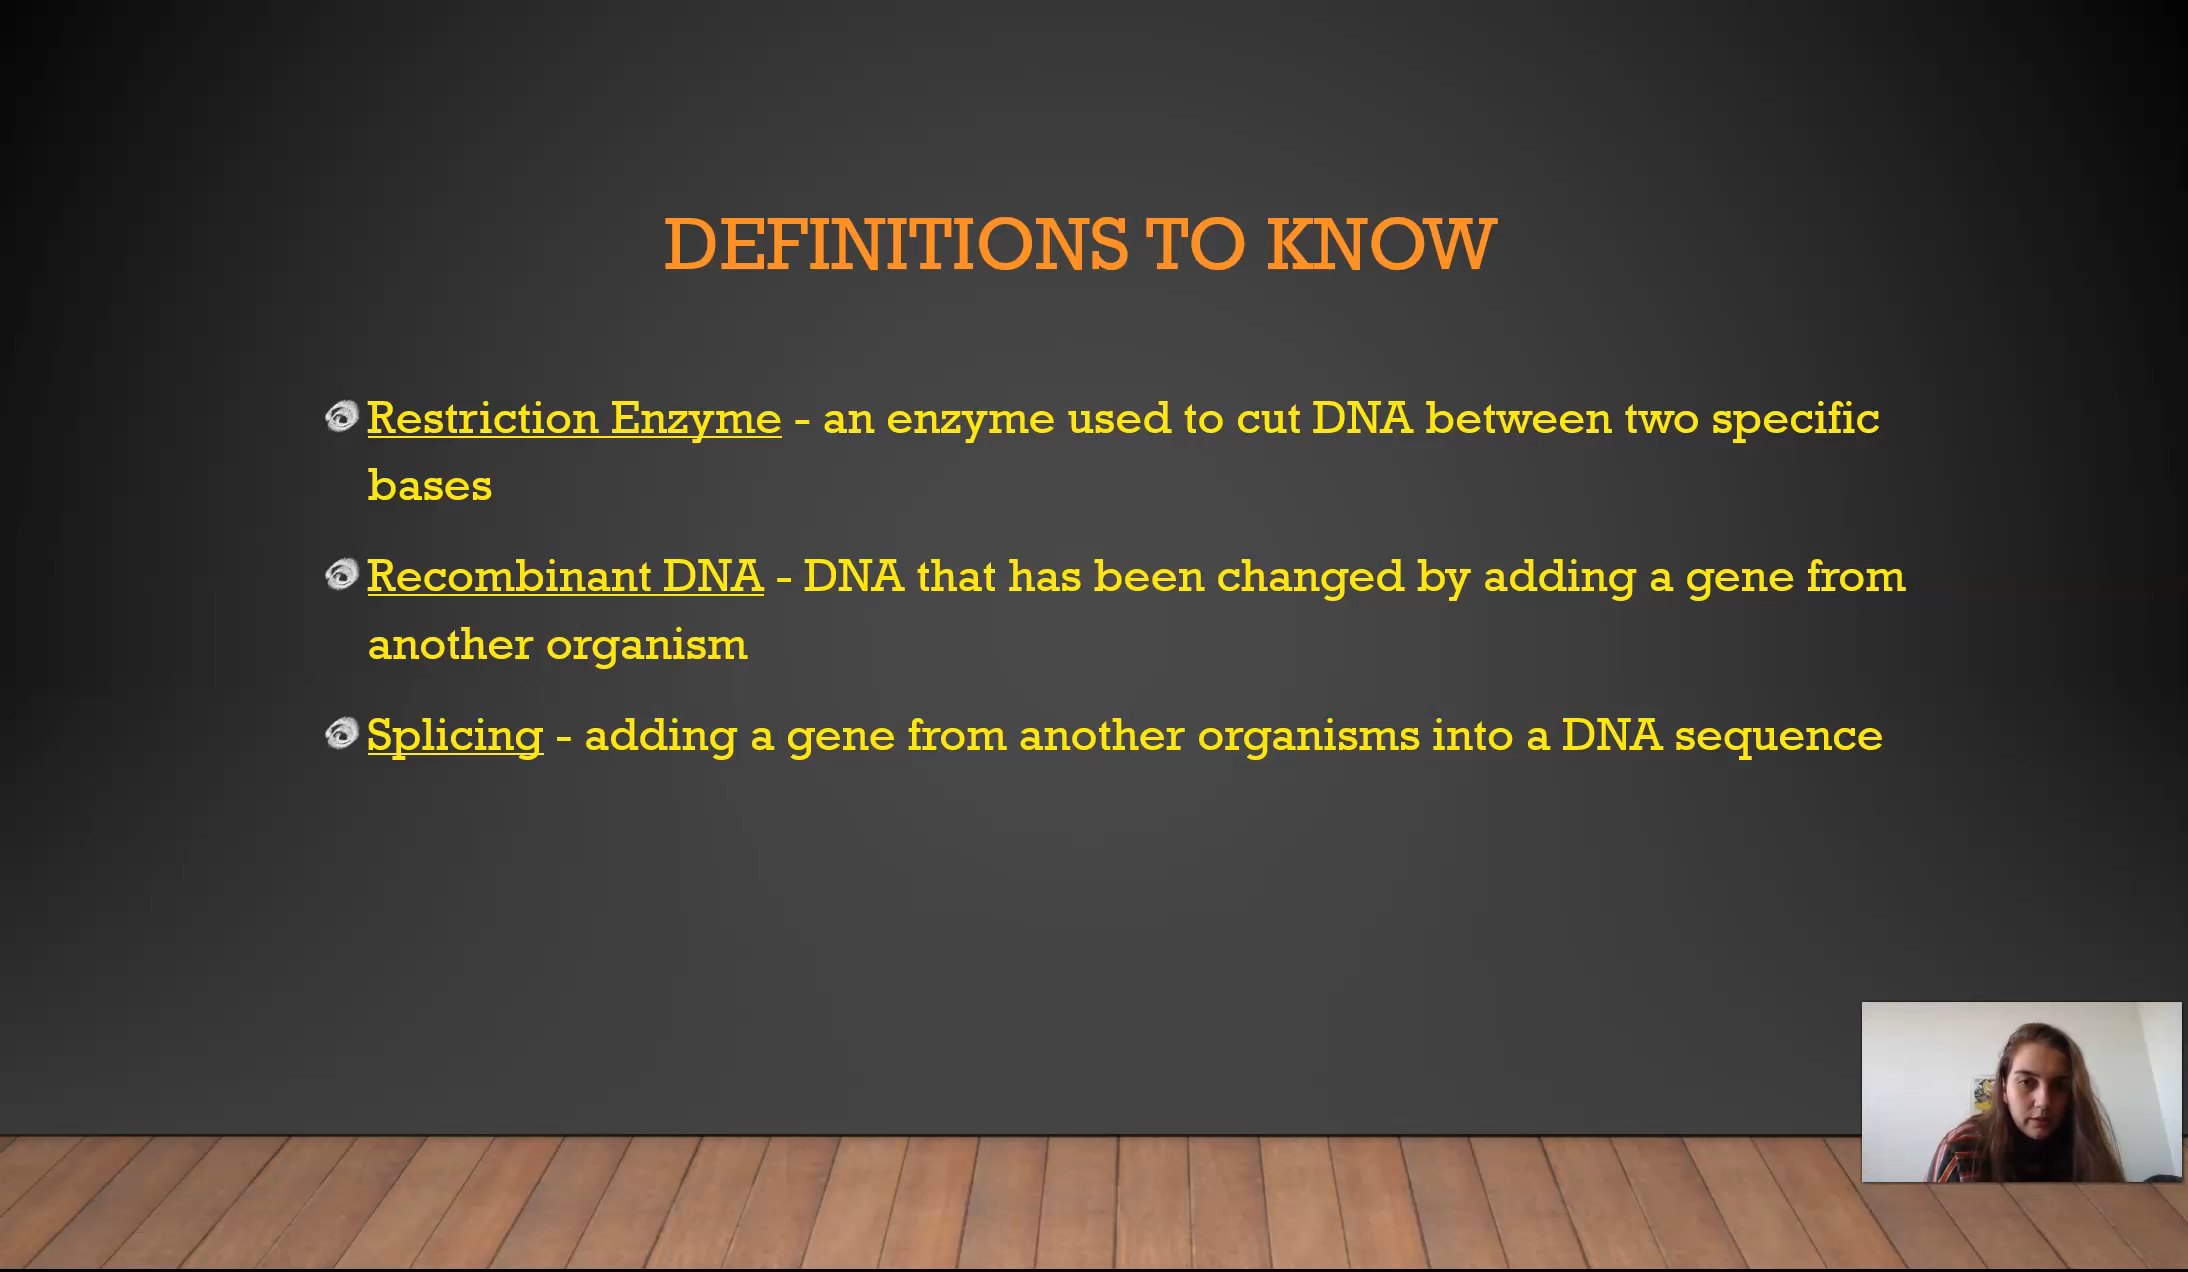 DEFINITIONS TO KNOW
Restriction Enzyme - an enzyme used to cut DNA between two specific
bases
Recombinant DNA - DNA that has been changed by adding a gene from
another organism
Splicing - adding a gene from another organisms into a DNA sequence